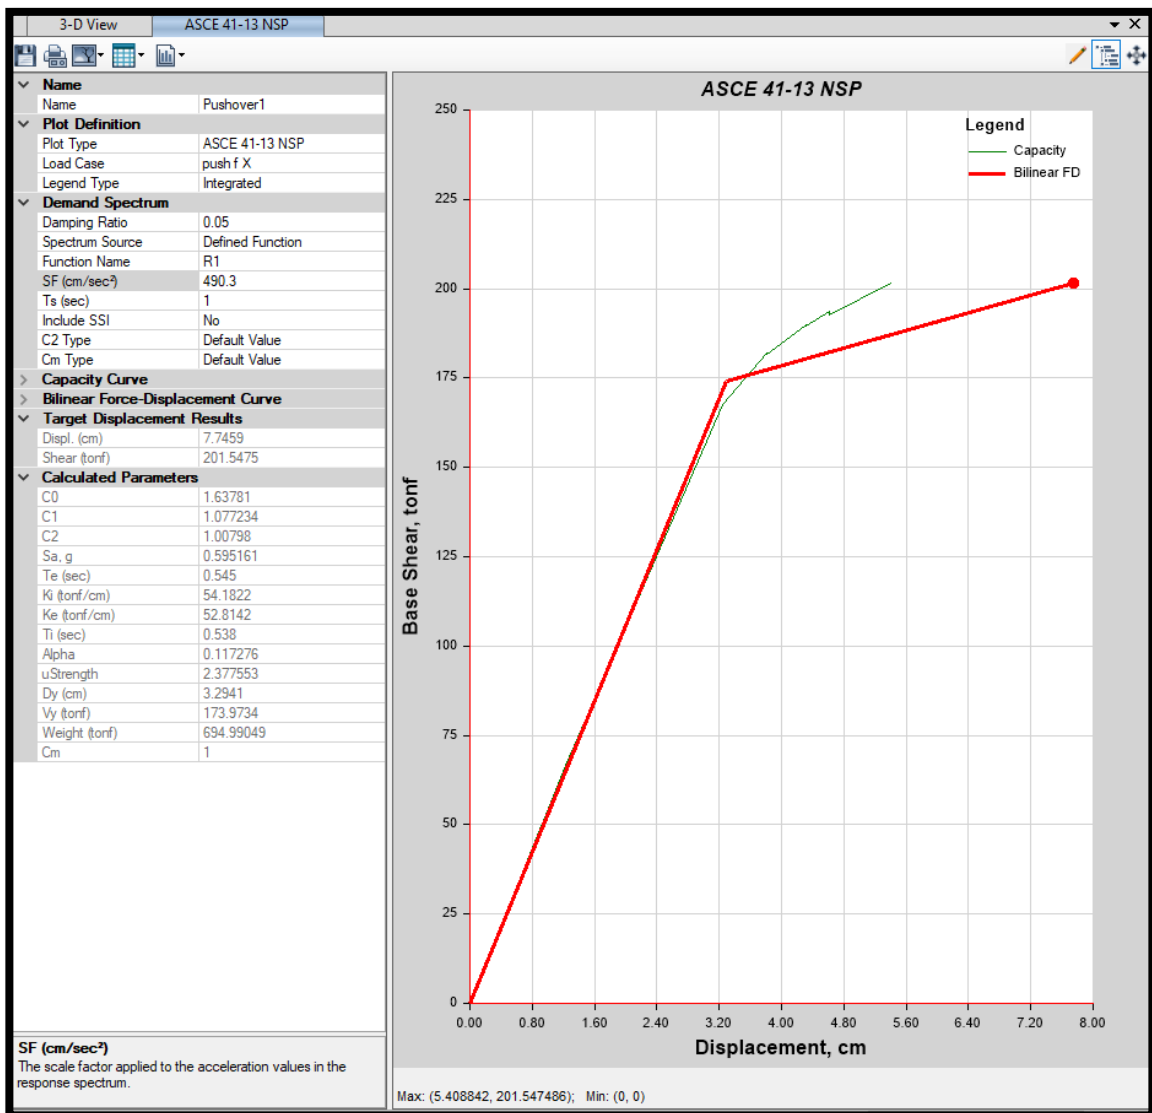 3-D View
ASCE 41-13 NSP
Name
Name Pushover1
Plot Definition
Plot Type ASCE 41-13 NSP
Load Case push f X
Legend Type Integrated
Demand Spectrum
Damping Ratio 0.05
Spectrum Source Defined Function
Function Name R1
SF (cm/sec²) 490.3
Ts (sec) 1
Include SSI No
C2 Type Default Value
Cm Type Default Value
Capacity Curve
Bilinear Force-Displacement Curve
Target Displacement Results
Displ. (cm) 7.7459
Shear (tonf) 201.5475
Calculated Parameters
C0 1.63781
C1 1.077234
C2 1.00798
Sa, g 0.595161
Te (sec) 0.545
Ki (tonf/cm) 54.1822
Ke (tonf/cm) 52.8142
Ti (sec) 0.538
Alpha 0.117276
uStrength 2.377553
Dy (cm) 3.2941
Vy (tonf) 173.9734
Weight (tonf) 694.99049
Cm 1
SF (cm/sec²)
The scale factor applied to the acceleration values in the
response spectrum.
ASCE 41-13 NSP
Legend
Capacity
Bilinear FD
250
225
200
175
150
125
100
75
50
25
0
Base Shear, tonf
0.00 0.80 1.60 2.40 3.20 4.00 4.80 5.60 6.40 7.20 8.00
Displacement, cm
Max: (5.408842, 201.547486); Min: (0, 0)